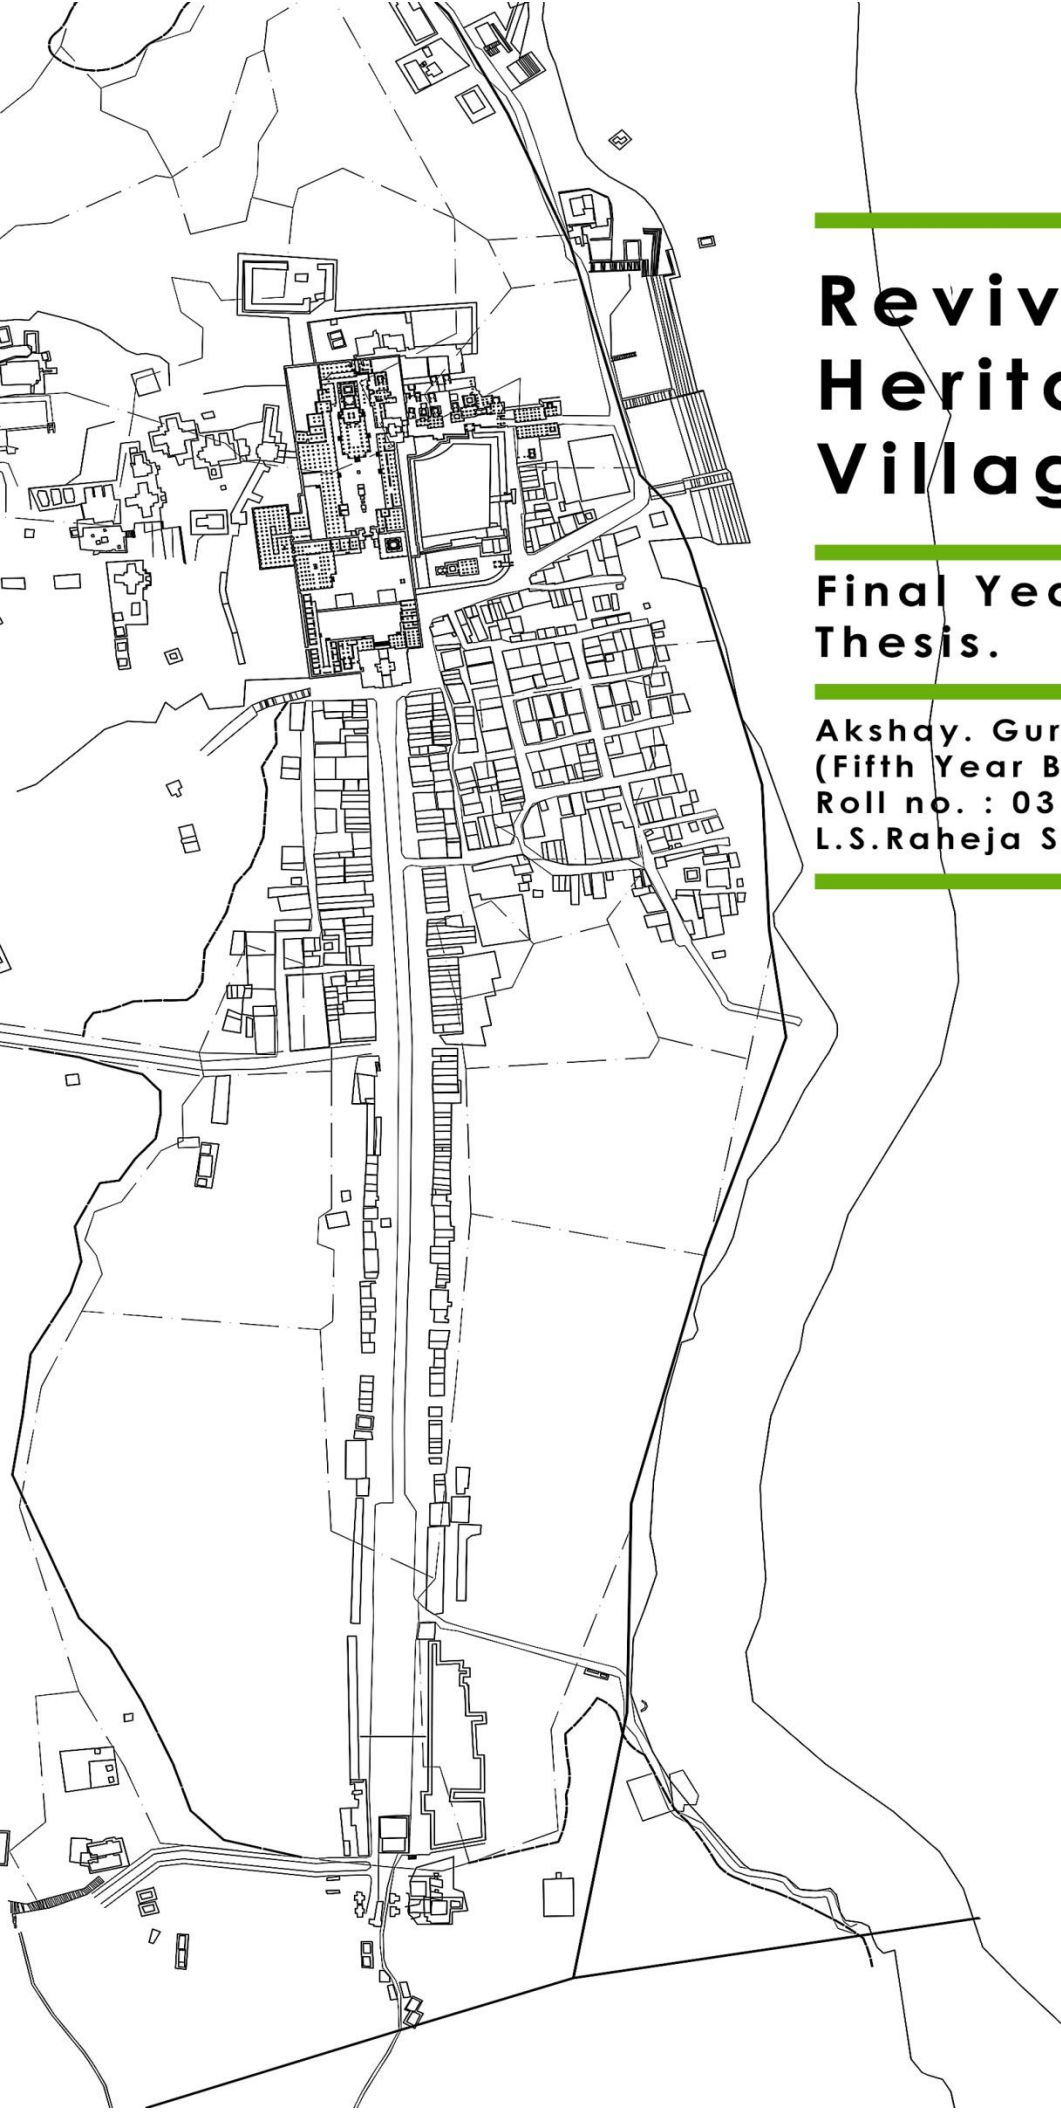 Reviv
Herita
Villag
Final Yea
Thesis.
Akshay. Gur
(Fifth Year B
Roll no. : 03
L.S.Raheja S